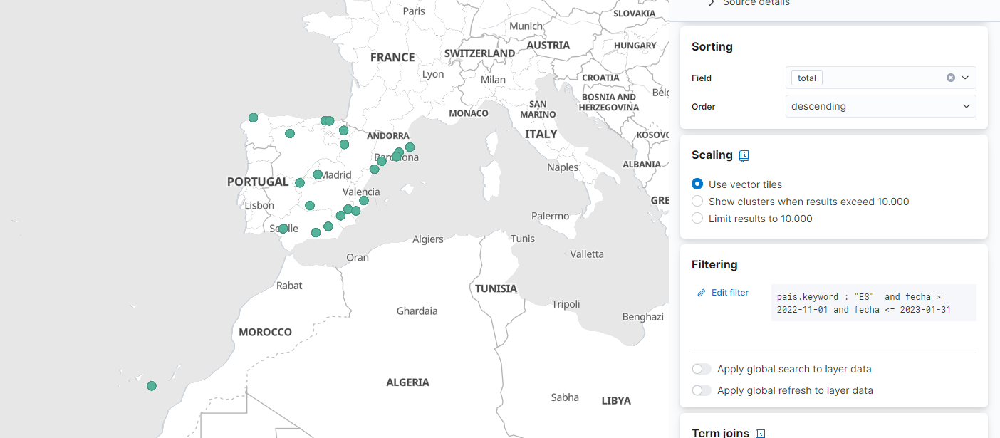 Paris
SLOVAKIA
Munich
AUSTRIA
HUNGARY
SWITZERLAND
FRANCE
Lyon
Milan
CROATIA
BOSNIA AND
HERZEGOVINA
Belg
SAN
MARINO
MONACO
ITALY
ANDORRA
KOSOVO
Barcelona
ALBANIA
Naples
PORTUGAL
Madrid
Valencia
GRE
Lisbon
Palermo
Seville
Algiers
Tunis
Oran
Valletta
Rabat
TUNISIA
Tripoli
Ghardaia
Benghazi
MOROCCO
ALGERIA
Sabha
LIBYA
Source details
Sorting
Field
total
Order
descending
Scaling
Use vector tiles
Show clusters when results exceed 10.000
Limit results to 10.000
Filtering
Edit filter
pais.keyword : "ES"  and fecha >=
2022-11-01 and fecha <= 2023-01-31
Apply global search to layer data
Apply global refresh to layer data
Term joins